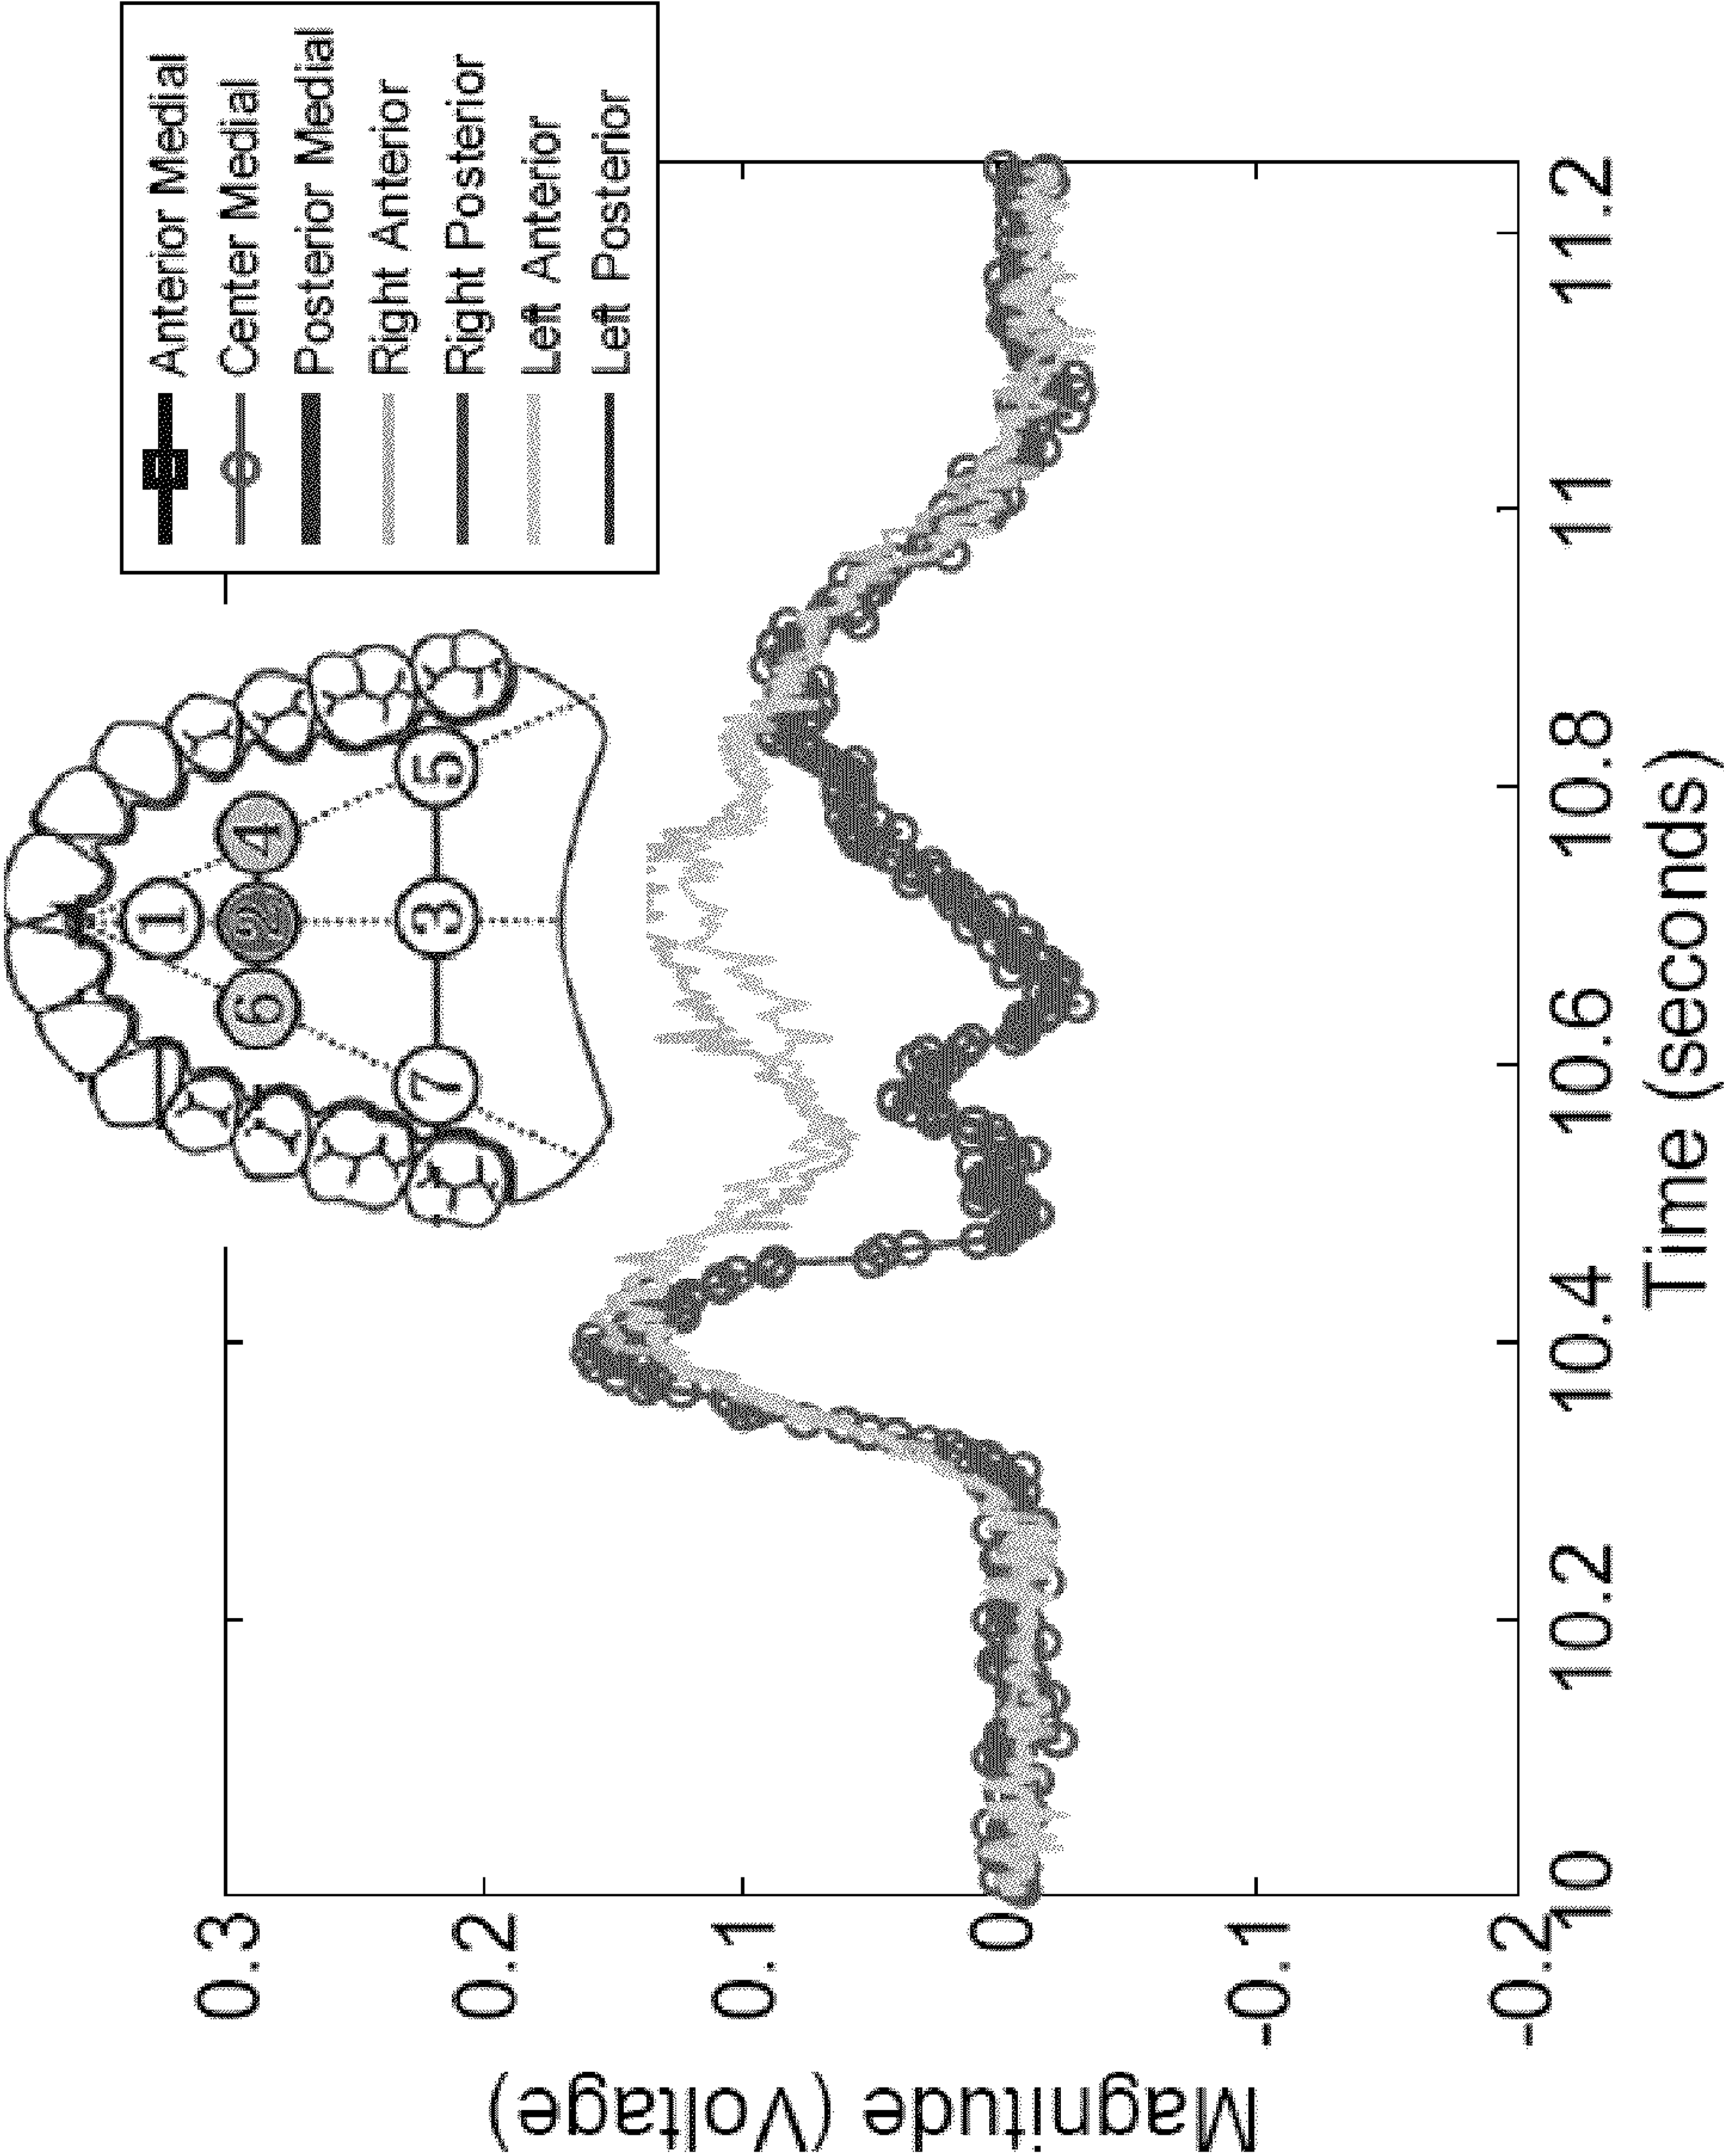 Anterior Medial
Center Medial
Posterior Medial
Right Anterior
Right Posterior
Left Anterior
Left Posterior
1
6
2
4
7
3
5
0.3
0.2
0.1
0
-0.1
-0.2
Magnitude (Voltage)
10
10.2
10.4
10.6
10.8
11
11.2
Time (seconds)